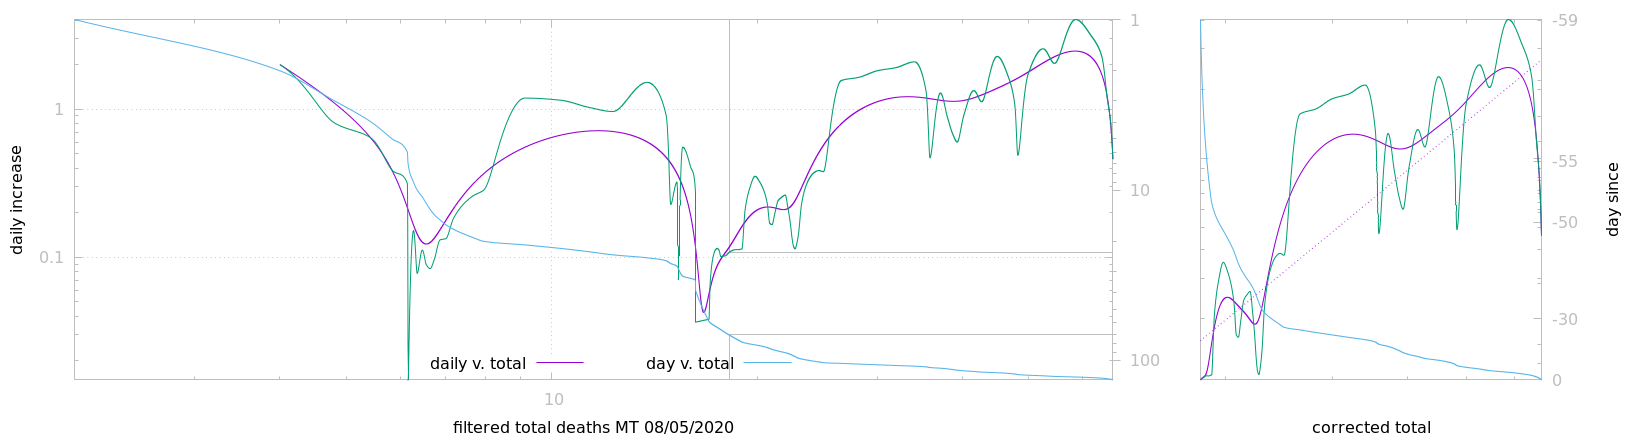 1
-59
1
daily increase
-55
10
day since
-50
0.1
-30
daily v. total
day v. total
100
0
10
filtered total deaths MT 08/05/2020
corrected total